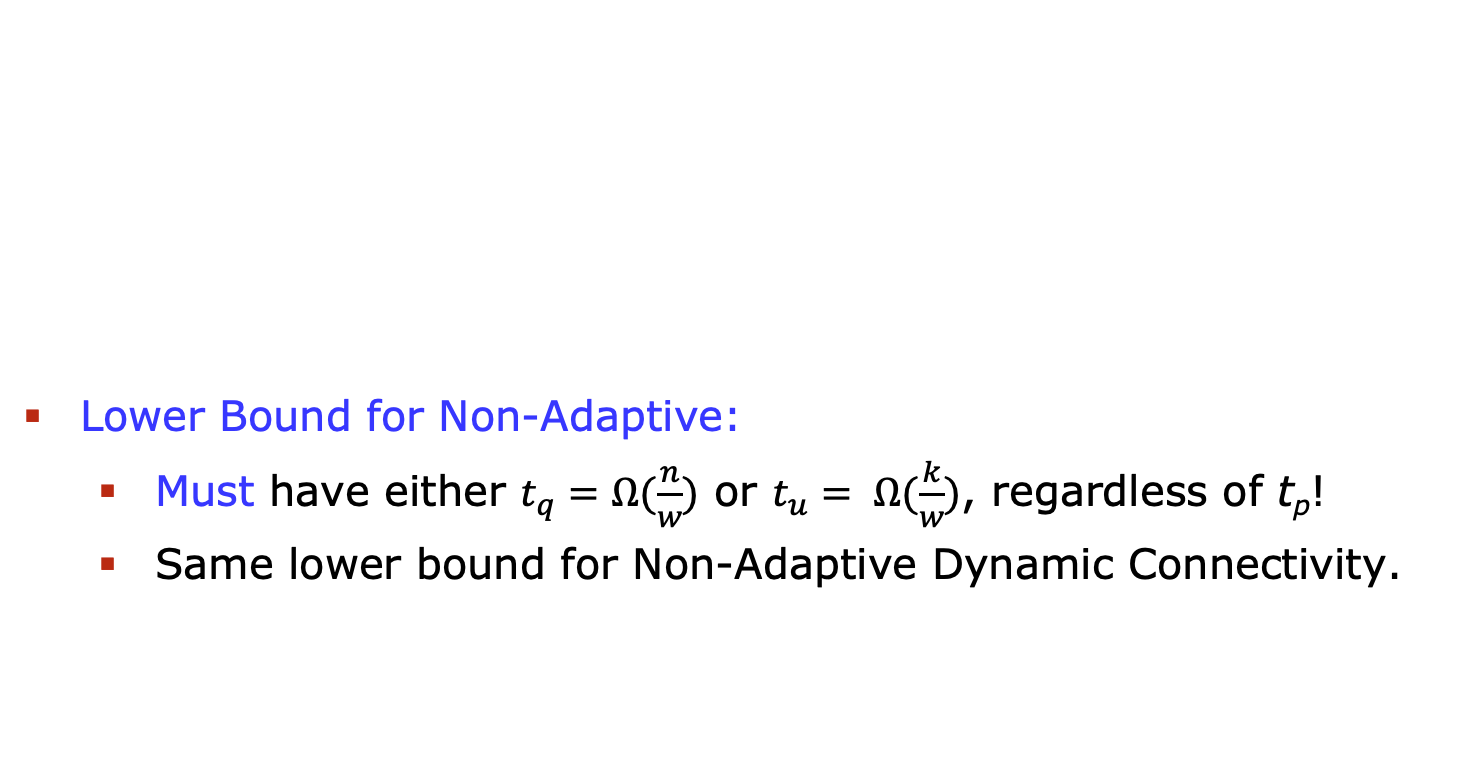 ▪ Lower Bound for Non-Adaptive:
▪ Must have either t_q = Ω(n/w) or t_u = Ω(k/w), regardless of t_p!
▪ Same lower bound for Non-Adaptive Dynamic Connectivity.